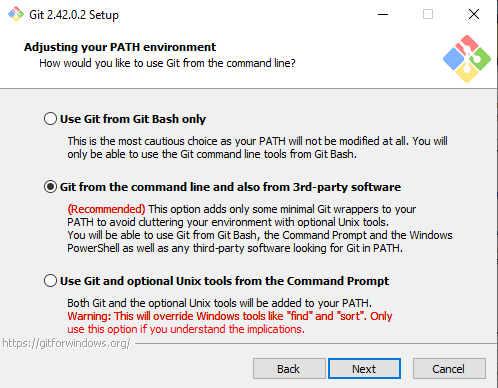 Git 2.42.0.2 Setup
Adjusting your PATH environment
How would you like to use Git from the command line?
Use Git from Git Bash only
This is the most cautious choice as your PATH will not be modified at all. You will
only be able to use the Git command line tools from Git Bash.
Git from the command line and also from 3rd-party software
(Recommended) This option adds only some minimal Git wrappers to your
PATH to avoid cluttering your environment with optional Unix tools.
You will be able to use Git from Git Bash, the Command Prompt and the Windows
PowerShell as well as any third-party software looking for Git in PATH.
Use Git and optional Unix tools from the Command Prompt
Both Git and the optional Unix tools will be added to your PATH.
Warning: This will override Windows tools like "find" and "sort". Only
use this option if you understand the implications.
https://gitforwindows.org/
Back Next Cancel